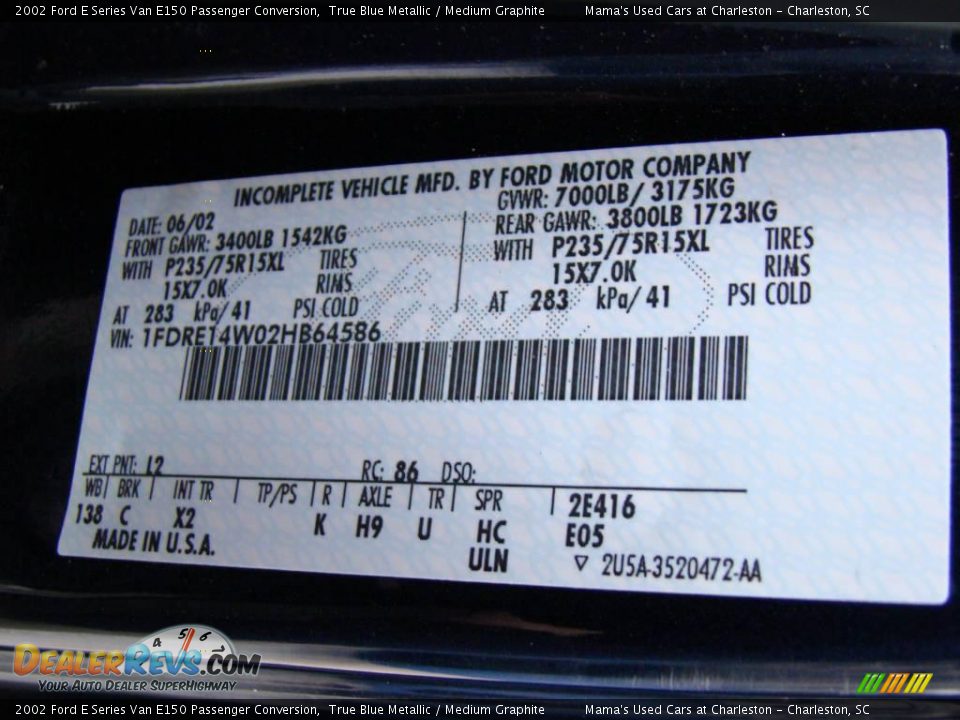 2002 Ford E Series Van E150 Passenger Conversion, True Blue Metallic / Medium Graphite Mama's Used Cars at Charleston - Charleston, SC
INCOMPLETE VEHICLE MFD. BY FORD MOTOR COMPANY
DATE: 06/02 GVWR: 7000LB/ 3175KG
FRONT GAWR: 3400LB 1542KG REAR GAWR: 3800LB 1723KG
WITH P235/75R15XL TIRES WITH P235/75R15XL TIRES
15X7.0K RIMS 15X7.0K RIMS
AT 283 kPa/ 41 PSI COLD AT 283 kPa/ 41 PSI COLD
VIN: 1FDRE14W02HB64586
EXT PNT: L2 RC: 86 DSO:
WB BRK INT TR TP/PS R AXLE TR SPR 2E416
138 C X2 K H9 U HC E05
MADE IN U.S.A. ULN 2U5A-3520472-AA
4 5 6 7
DealerRevs.com
Your Auto Dealer SuperHighway
2002 Ford E Series Van E150 Passenger Conversion, True Blue Metallic / Medium Graphite Mama's Used Cars at Charleston - Charleston, SC